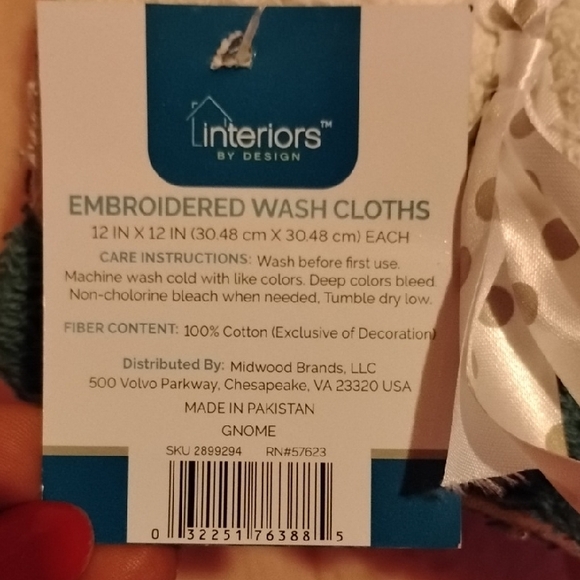 interiors™
BY DESIGN
EMBROIDERED WASH CLOTHS
12 IN X 12 IN (30.48 cm X 30.48 cm) EACH
CARE INSTRUCTIONS: Wash before first use.
Machine wash cold with like colors. Deep colors bleed.
Non-cholorine bleach when needed, Tumble dry low.
FIBER CONTENT: 100% Cotton (Exclusive of Decoration)
Distributed By: Midwood Brands, LLC
500 Volvo Parkway, Chesapeake, VA 23320 USA
MADE IN PAKISTAN
GNOME
SKU 2899294 RN#57623
0 32251 76388 5